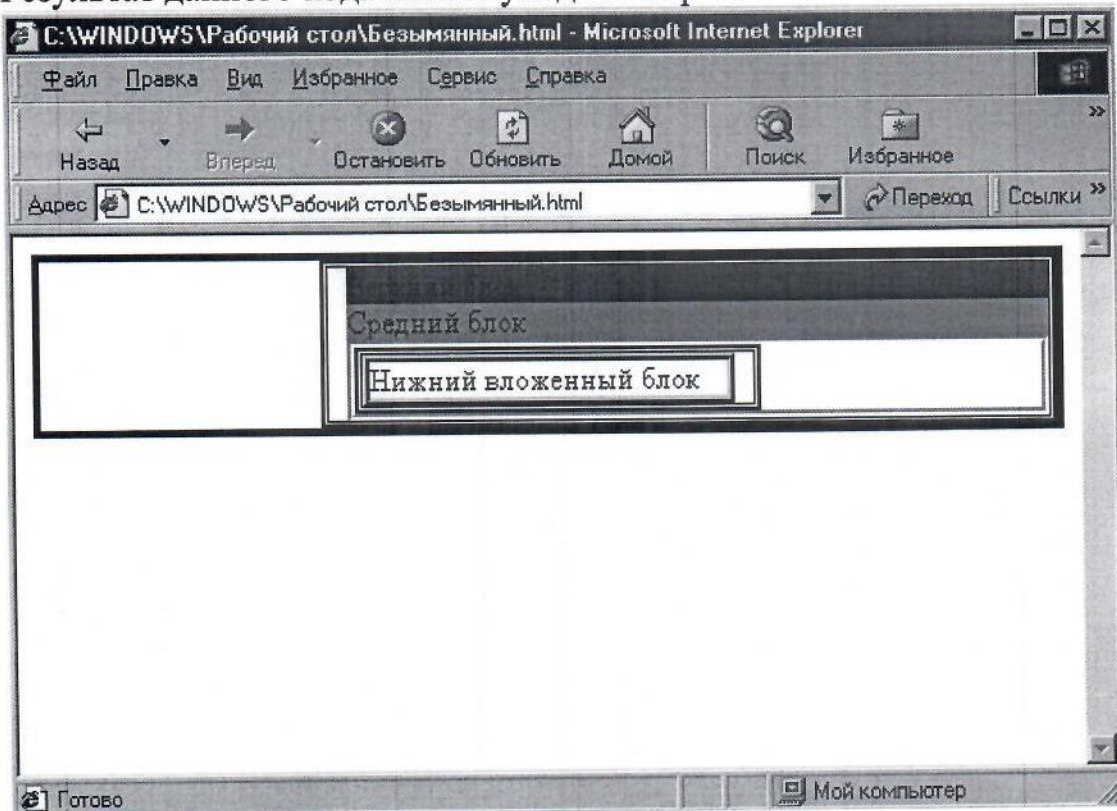 C:\WINDOWS\Рабочий стол\Безымянный.html - Microsoft Internet Explorer
Файл Правка Вид Избранное Сервис Справка
Назад Вперед Остановить Обновить Домой Поиск Избранное »
Адрес C:\WINDOWS\Рабочий стол\Безымянный.html Переход Ссылки »
Средний блок
Нижний вложенный блок
Готово Мой компьютер